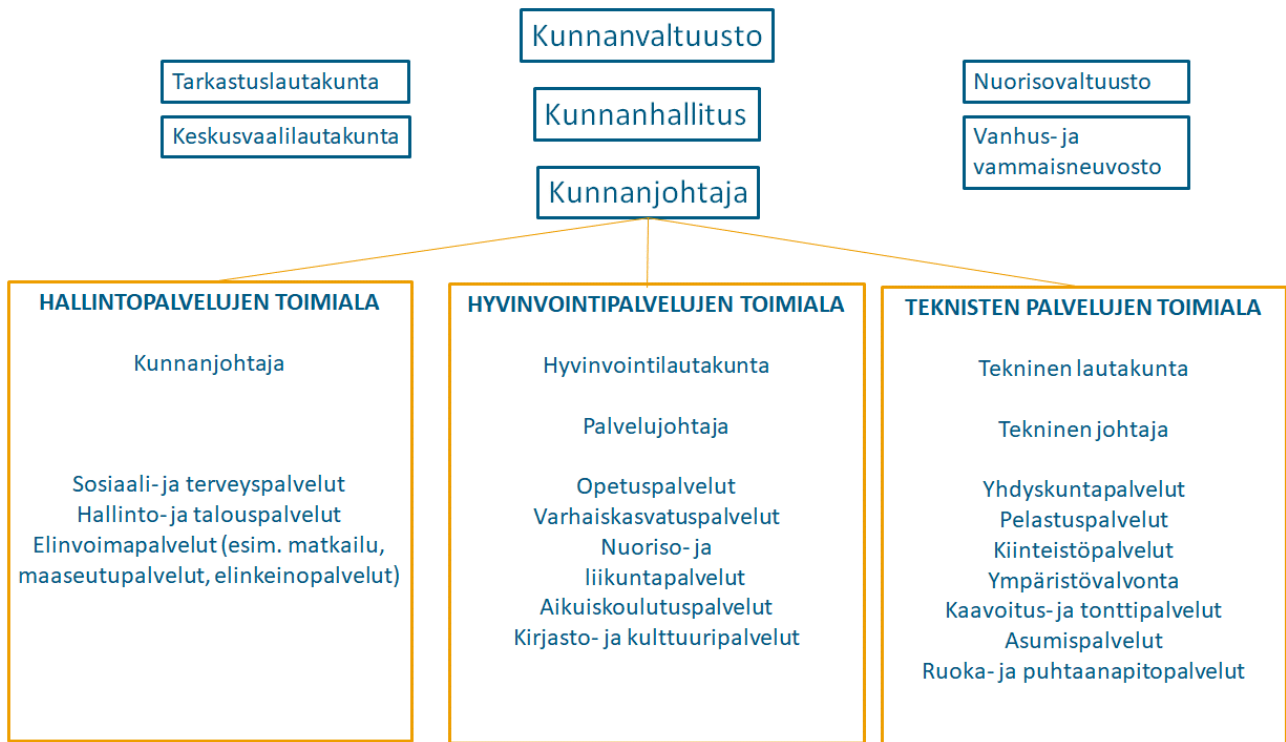 Kunnanvaltuusto
Tarkastuslautakunta
Keskusvaalilautakunta
Kunnanhallitus
Kunnanjohtaja
Nuorisovaltuusto
Vanhus- ja
vammaisneuvosto
HALLINTOPALVELUJEN TOIMIALA
Kunnanjohtaja
Sosiaali- ja terveyspalvelut
Hallinto- ja talouspalvelut
Elinvoimapalvelut (esim. matkailu,
maaseutupalvelut, elinkeinopalvelut)
HYVINVOINTIPALVELUJEN TOIMIALA
Hyvinvointilautakunta
Palvelujohtaja
Opetuspalvelut
Varhaiskasvatuspalvelut
Nuoriso- ja
liikuntapalvelut
Aikuiskoulutuspalvelut
Kirjasto- ja kulttuuripalvelut
TEKNISTEN PALVELUJEN TOIMIALA
Tekninen lautakunta
Tekninen johtaja
Yhdyskuntapalvelut
Pelastuspalvelut
Kiinteistöpalvelut
Ympäristövalvonta
Kaavoitus- ja tonttipalvelut
Asumispalvelut
Ruoka- ja puhtaanapitopalvelut